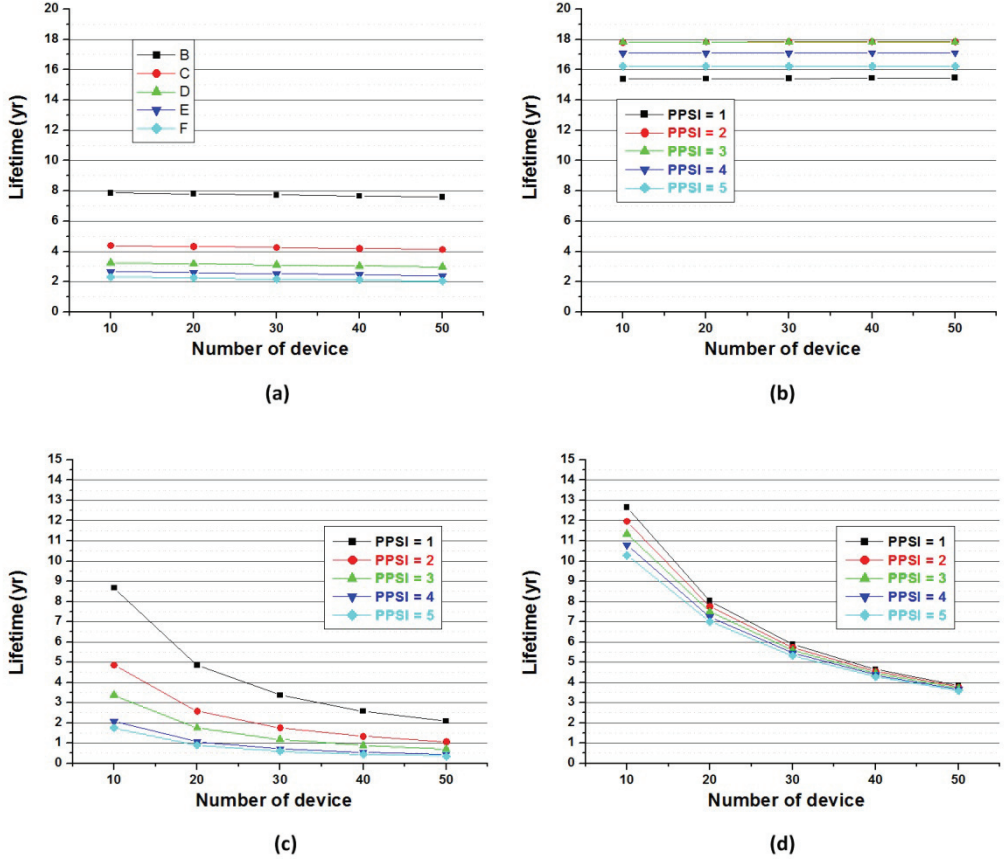 20
18
16
14
12
10
8
6
4
2
0
Lifetime (yr)
B
C
D
E
F
10 20 30 40 50
Number of device
(a)
20
18
16
14
12
10
8
6
4
2
0
Lifetime (yr)
PPSI = 1
PPSI = 2
PPSI = 3
PPSI = 4
PPSI = 5
10 20 30 40 50
Number of device
(b)
15
14
13
12
11
10
9
8
7
6
5
4
3
2
1
0
Lifetime (yr)
PPSI = 1
PPSI = 2
PPSI = 3
PPSI = 4
PPSI = 5
10 20 30 40 50
Number of device
(c)
15
14
13
12
11
10
9
8
7
6
5
4
3
2
1
0
Lifetime (yr)
PPSI = 1
PPSI = 2
PPSI = 3
PPSI = 4
PPSI = 5
10 20 30 40 50
Number of device
(d)